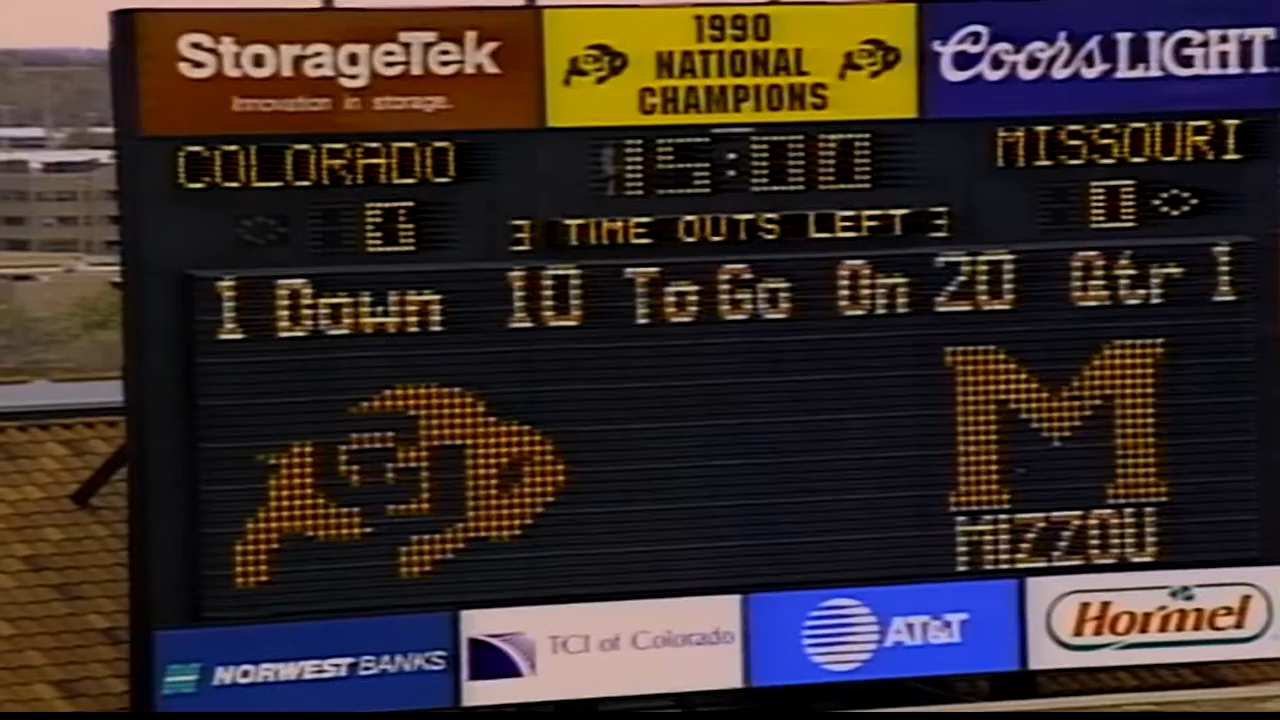 StorageTek
Innovation in storage.
1990
NATIONAL
CHAMPIONS
Coors LIGHT
COLORADO
15:00
MISSOURI
0
0
3 TIME OUTS LEFT 3
1 Down 10 To Go On 20 Qtr 1
M
MIZZOU
NORWEST BANKS
TCI of Colorado
AT&T
Hormel